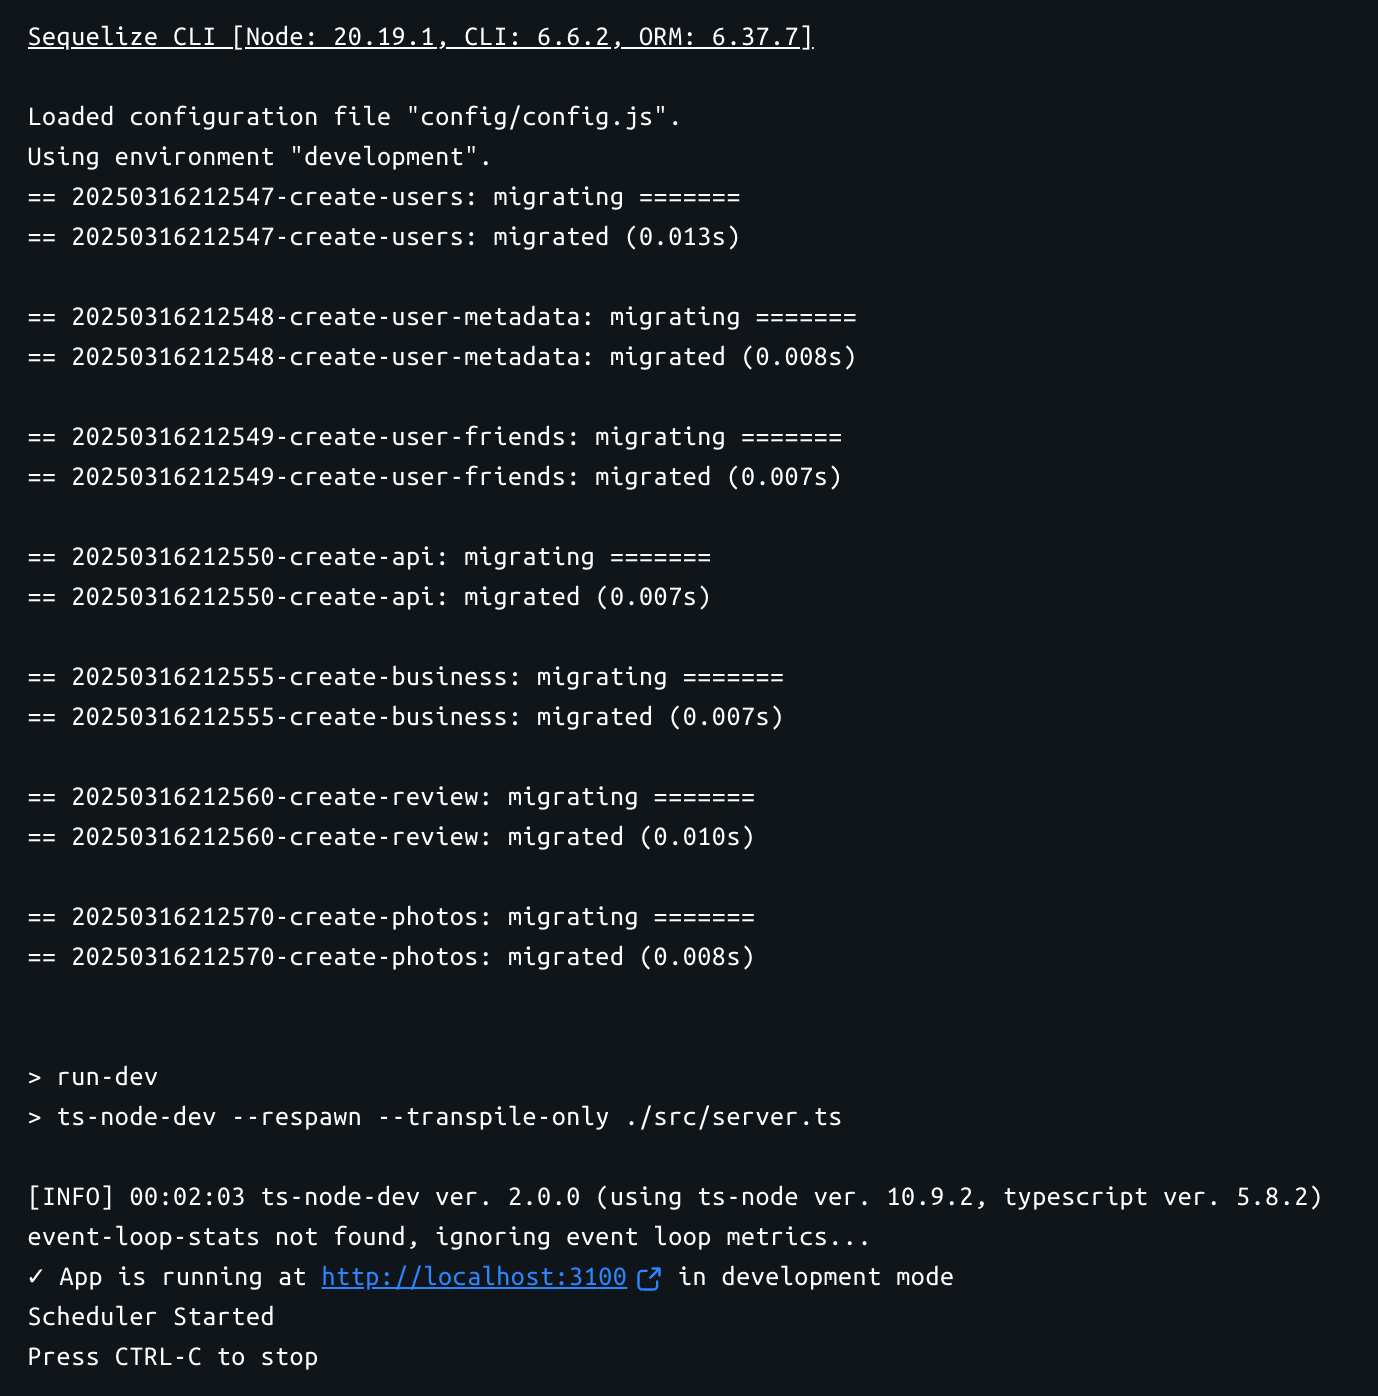 Sequelize CLI [Node: 20.19.1, CLI: 6.6.2, ORM: 6.37.7]
Loaded configuration file "config/config.js".
Using environment "development".
== 20250316212547-create-users: migrating =======
== 20250316212547-create-users: migrated (0.013s)
== 20250316212548-create-user-metadata: migrating =======
== 20250316212548-create-user-metadata: migrated (0.008s)
== 20250316212549-create-user-friends: migrating =======
== 20250316212549-create-user-friends: migrated (0.007s)
== 20250316212550-create-api: migrating =======
== 20250316212550-create-api: migrated (0.007s)
== 20250316212555-create-business: migrating =======
== 20250316212555-create-business: migrated (0.007s)
== 20250316212560-create-review: migrating =======
== 20250316212560-create-review: migrated (0.010s)
== 20250316212570-create-photos: migrating =======
== 20250316212570-create-photos: migrated (0.008s)
> run-dev
> ts-node-dev --respawn --transpile-only ./src/server.ts
[INFO] 00:02:03 ts-node-dev ver. 2.0.0 (using ts-node ver. 10.9.2, typescript ver. 5.8.2)
event-loop-stats not found, ignoring event loop metrics...
✓ App is running at http://localhost:3100 in development mode
Scheduler Started
Press CTRL-C to stop